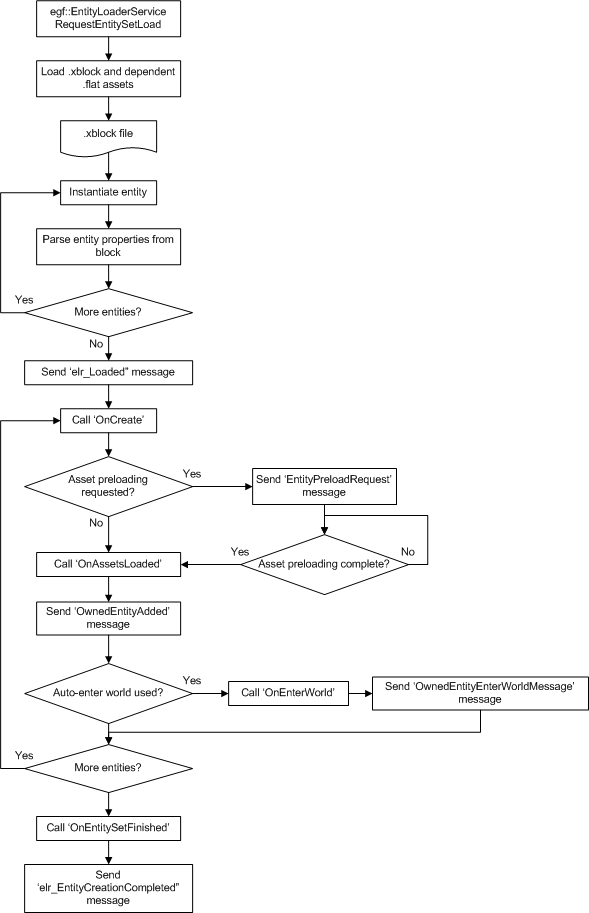 egf::EntityLoaderService
RequestEntitySetLoad
Load .xblock and dependent
.flat assets
.xblock file
Instantiate entity
Parse entity properties from
block
Yes
More entities?
No
Send ‘elr_Loaded” message
Call ‘OnCreate’
Asset preloading
requested?
Yes
Send ‘EntityPreloadRequest’
message
No
Yes
Asset preloading complete?
No
Call ‘OnAssetsLoaded’
Send ‘OwnedEntityAdded’
message
Auto-enter world used?
Yes
Call ‘OnEnterWorld’
Send ‘OwnedEntityEnterWorldMessage’
message
Yes
More entities?
Call ‘OnEntitySetFinished’
Send
‘elr_EntityCreationCompleted”
message